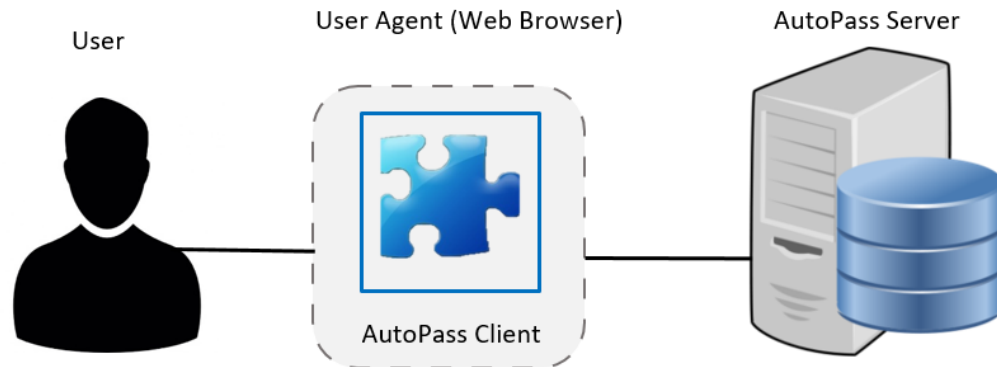 User
User Agent (Web Browser)
AutoPass Server
AutoPass Client